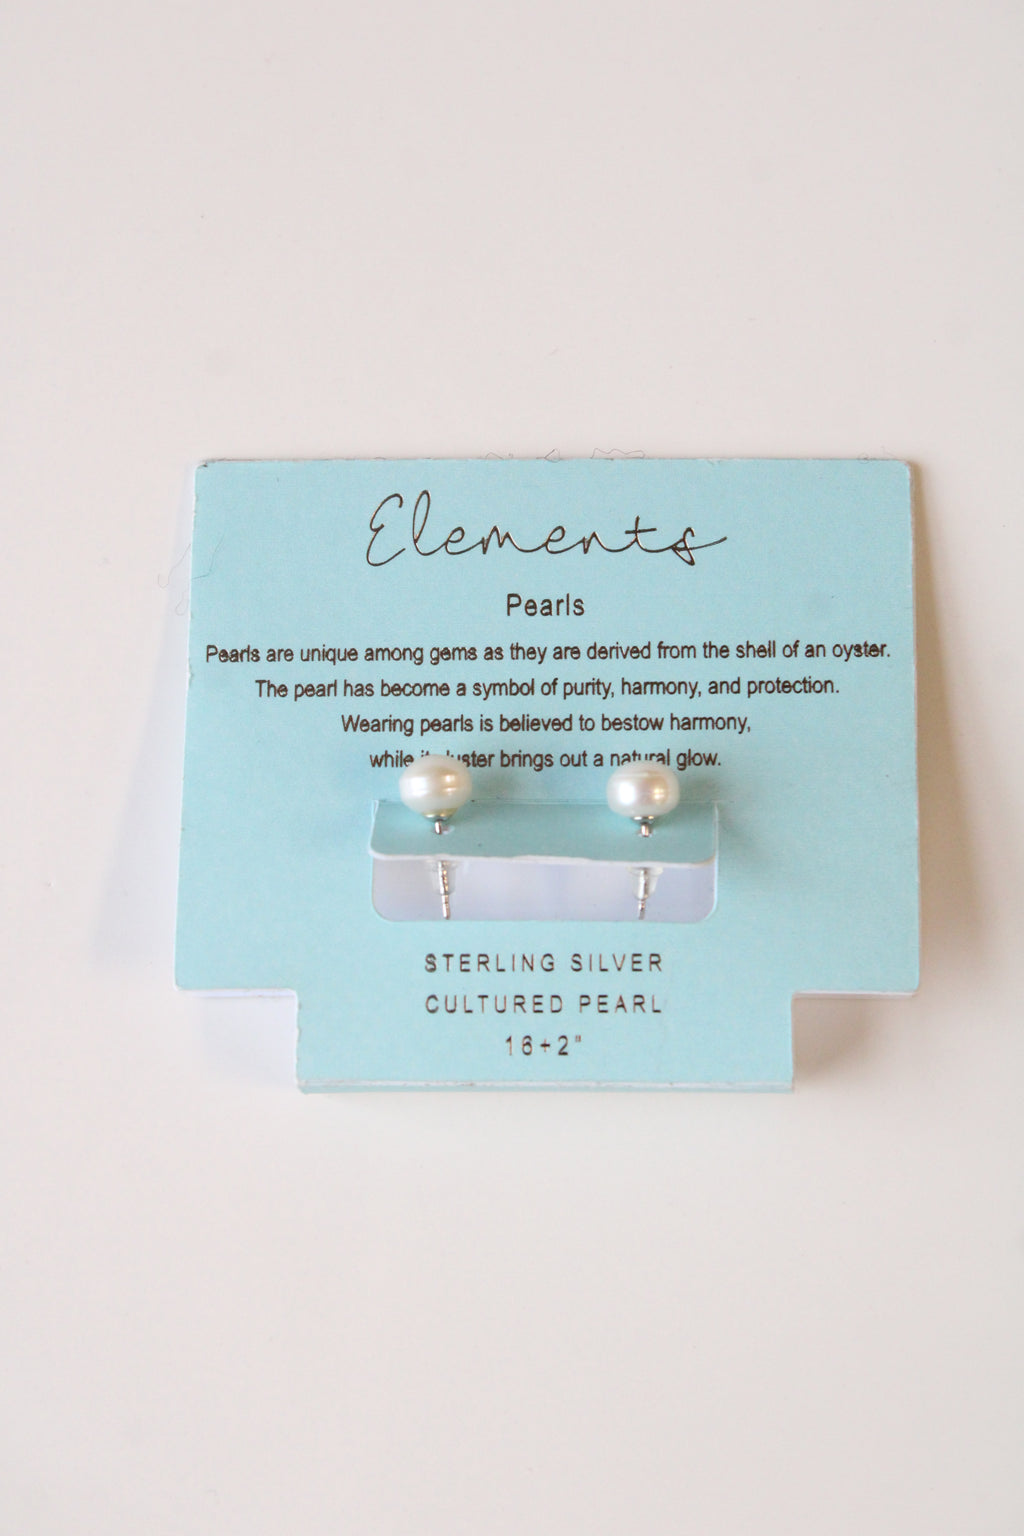 Elements
Pearls
Pearls are unique among gems as they are derived from the shell of an oyster.
The pearl has become a symbol of purity, harmony, and protection.
Wearing pearls is believed to bestow harmony,
while its luster brings out a natural glow.
STERLING SILVER
CULTURED PEARL
16+2"